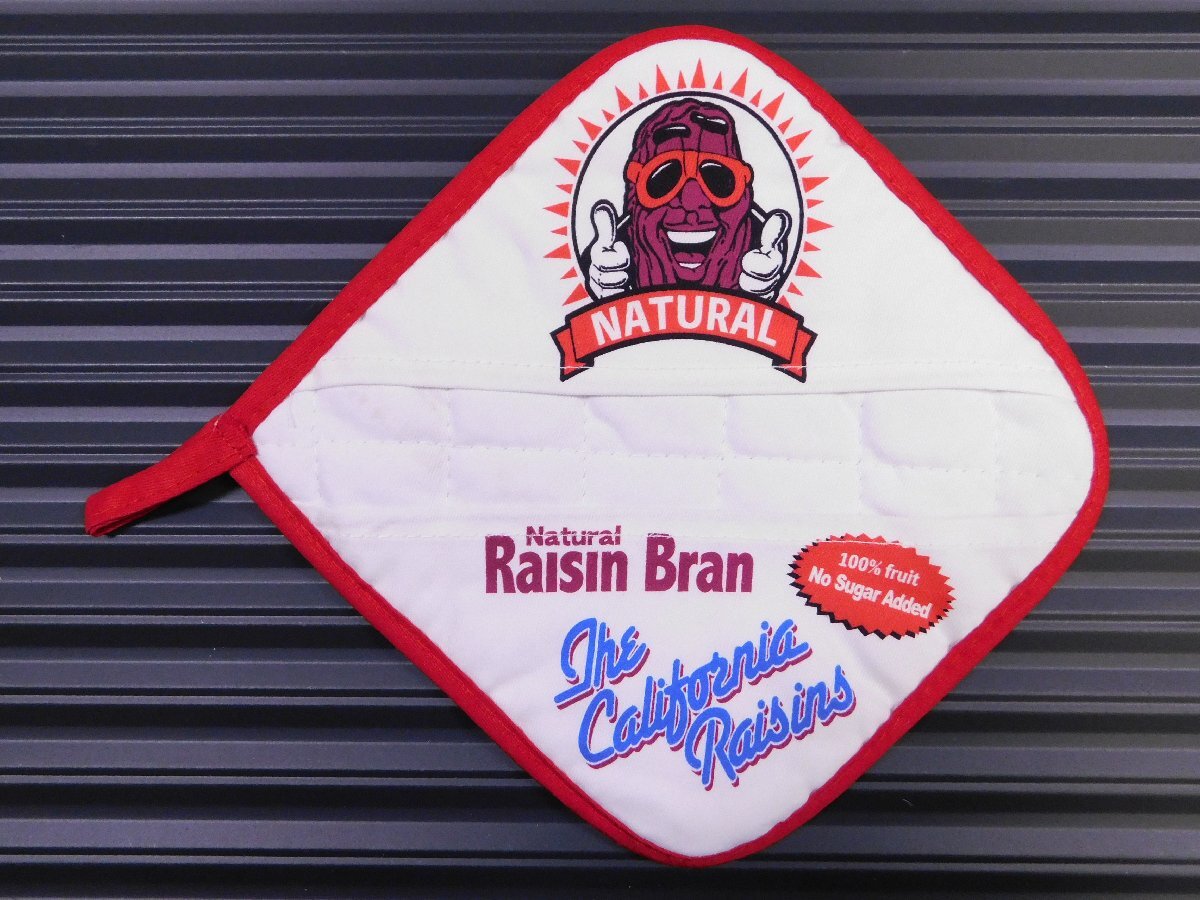 NATURAL
Natural
Raisin Bran
100% fruit
No Sugar Added
The
California
Raisins